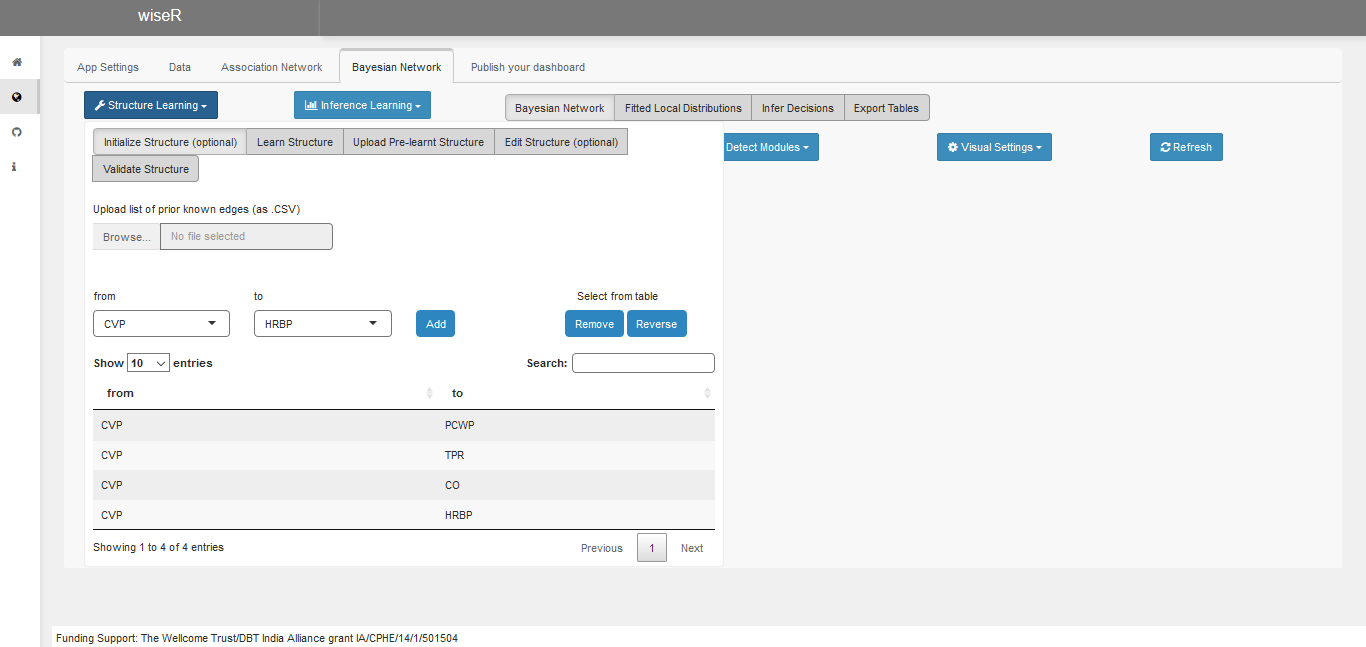 wiseR
App Settings Data Association Network Bayesian Network Publish your dashboard
Structure Learning Inference Learning Bayesian Network Fitted Local Distributions Infer Decisions Export Tables
Initialize Structure (optional) Learn Structure Upload Pre-learnt Structure Edit Structure (optional) Detect Modules Visual Settings Refresh
Validate Structure
Upload list of prior known edges (as .CSV)
Browse... No file selected
from to Select from table
CVP HRBP Add Remove Reverse
Show 10 entries Search:
from to
CVP PCWP
CVP TPR
CVP CO
CVP HRBP
Showing 1 to 4 of 4 entries Previous 1 Next
Funding Support: The Wellcome Trust/DBT India Alliance grant IA/CPHE/14/1/501504